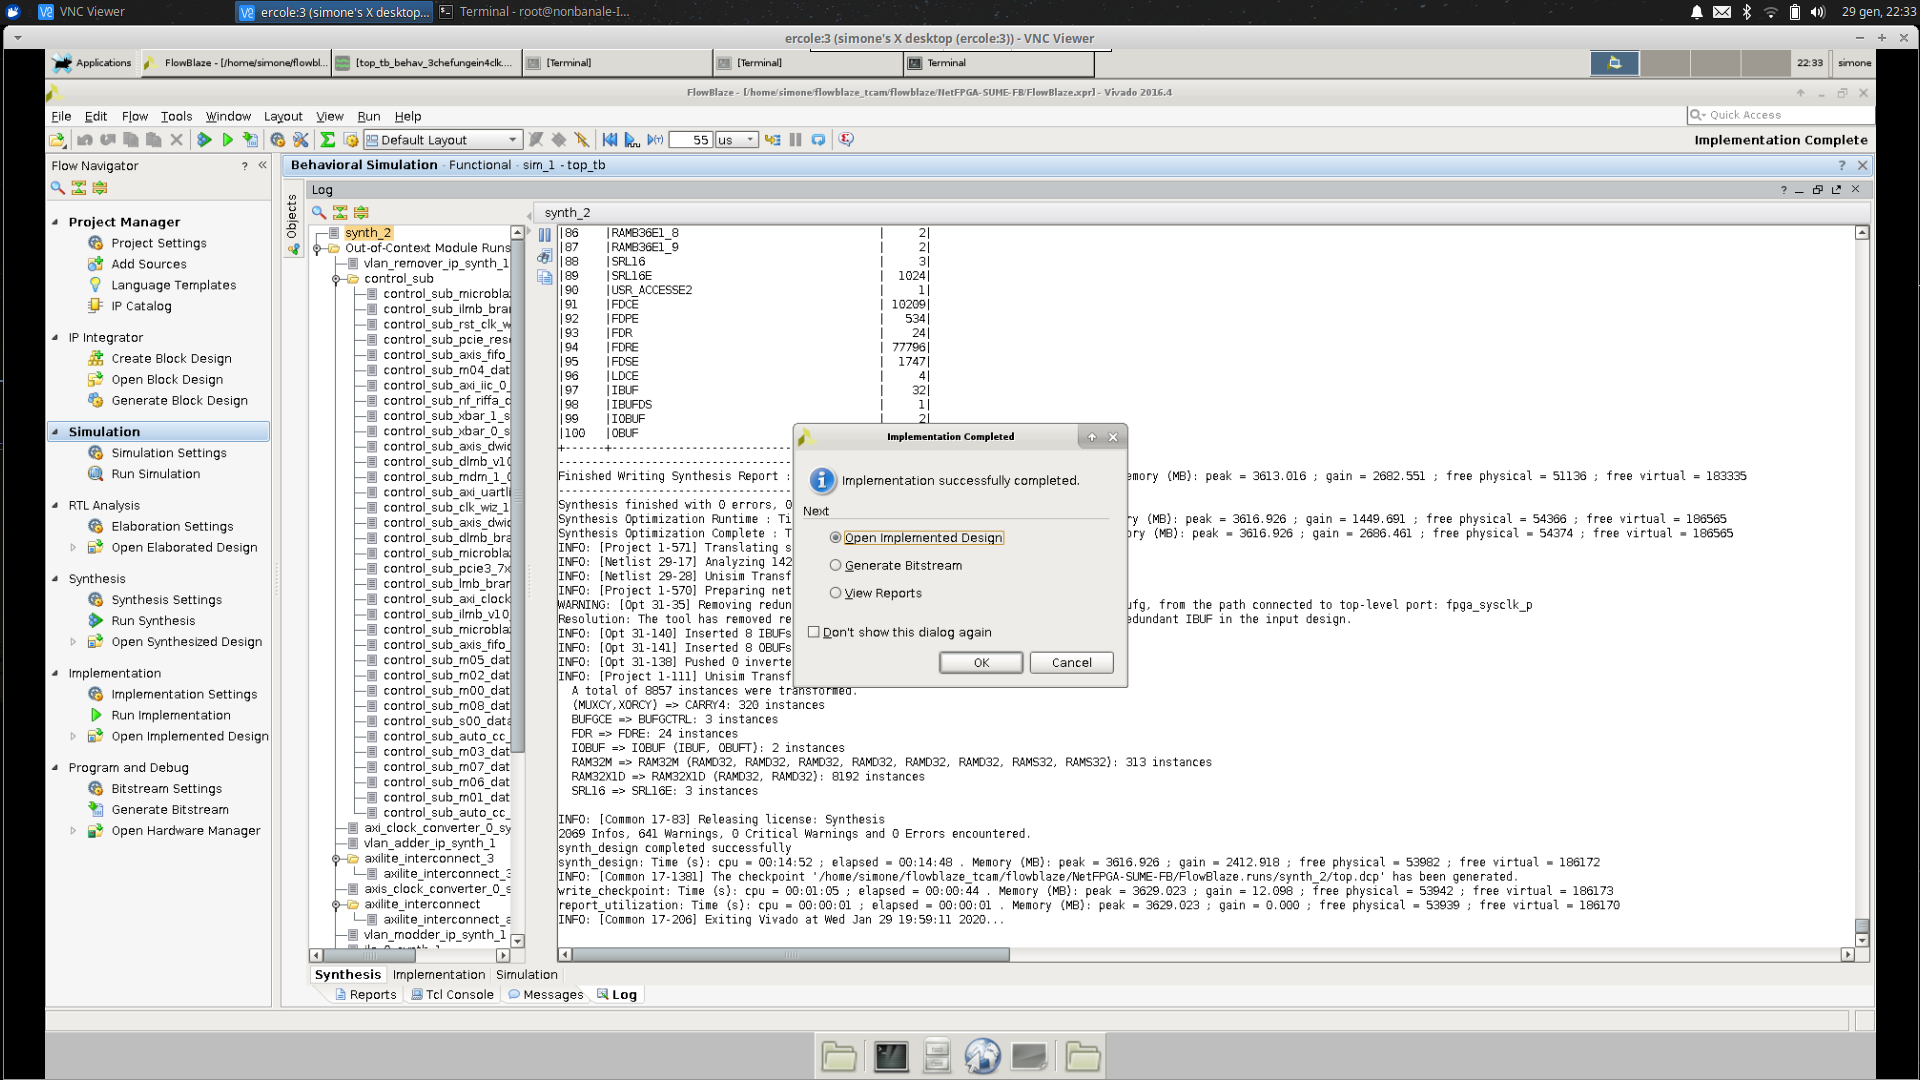 VNC Viewer
ercole:3 (simone's X desktop...
Terminal - root@nonbanale-I...
29 gen, 22:33
ercole:3 (simone's X desktop (ercole:3)) - VNC Viewer
Applications
FlowBlaze - [/home/simone/flowbl...
[top_tb_behav_3chefungein4clk....
[Terminal]
[Terminal]
Terminal
22:33
simone
FlowBlaze - [/home/simone/flowblaze_tcam/flowblaze/NetFPGA-SUME-FB/FlowBlaze.xpr] - Vivado 2016.4
File Edit Flow Tools Window Layout View Run Help
Quick Access
Default Layout
55 us
Implementation Complete
Flow Navigator
Project Manager
Project Settings
Add Sources
Language Templates
IP Catalog
IP Integrator
Create Block Design
Open Block Design
Generate Block Design
Simulation
Simulation Settings
Run Simulation
RTL Analysis
Elaboration Settings
Open Elaborated Design
Synthesis
Synthesis Settings
Run Synthesis
Open Synthesized Design
Implementation
Implementation Settings
Run Implementation
Open Implemented Design
Program and Debug
Bitstream Settings
Generate Bitstream
Open Hardware Manager
Behavioral Simulation - Functional - sim_1 - top_tb
Objects
Log
synth_2
Out-of-Context Module Runs
vlan_remover_ip_synth_1
control_sub
control_sub_microbla
control_sub_ilmb_bran
control_sub_rst_clk_w
control_sub_pcie_res
control_sub_axis_fifo_
control_sub_m04_dat
control_sub_axi_iic_0_
control_sub_nf_riffa_d
control_sub_xbar_1_s
control_sub_xbar_0_s
control_sub_axis_dwid
control_sub_dlmb_v10
control_sub_mdm_1_0
control_sub_axi_uartli
control_sub_clk_wiz_1
control_sub_axis_dwid
control_sub_dlmb_bra
control_sub_microbla
control_sub_pcie3_7x
control_sub_lmb_bran
control_sub_axi_clock
control_sub_ilmb_v10_
control_sub_microbla
control_sub_axis_fifo_
control_sub_m05_dat
control_sub_m02_dat
control_sub_m00_dat
control_sub_m08_dat
control_sub_s00_data
control_sub_auto_cc_
control_sub_m03_dat
control_sub_m07_dat
control_sub_m06_dat
control_sub_m01_dat
control_sub_auto_cc_
axi_clock_converter_0_sy
vlan_adder_ip_synth_1
axilite_interconnect_3
axilite_interconnect_3
axis_clock_converter_0_s
axilite_interconnect
axilite_interconnect_a
vlan_modder_ip_synth_1
synth_2
|86 |RAMB36E1_8 | 2|
|87 |RAMB36E1_9 | 2|
|88 |SRL16 | 3|
|89 |SRL16E | 1024|
|90 |USR_ACCESSE2 | 1|
|91 |FDCE | 10209|
|92 |FDPE | 534|
|93 |FDR | 24|
|94 |FDRE | 77796|
|95 |FDSE | 1747|
|96 |LDCE | 4|
|97 |IBUF | 32|
|98 |IBUFDS | 1|
|99 |IOBUF | 2|
|100 |OBUF
Finished Writing Synthesis Report : emory (MB): peak = 3613.016 ; gain = 2682.551 ; free physical = 51136 ; free virtual = 183335
Synthesis finished with 0 errors, 0
Synthesis Optimization Runtime : Ti ry (MB): peak = 3616.926 ; gain = 1449.691 ; free physical = 54366 ; free virtual = 186565
Synthesis Optimization Complete : T ry (MB): peak = 3616.926 ; gain = 2686.461 ; free physical = 54374 ; free virtual = 186565
INFO: [Project 1-571] Translating s
INFO: [Netlist 29-17] Analyzing 142
INFO: [Netlist 29-28] Unisim Transf
INFO: [Project 1-570] Preparing net
WARNING: [Opt 31-35] Removing redun ufg, from the path connected to top-level port: fpga_sysclk_p
Resolution: The tool has removed re edundant IBUF in the input design.
INFO: [Opt 31-140] Inserted 8 IBUFs
INFO: [Opt 31-141] Inserted 8 OBUFs
INFO: [Opt 31-138] Pushed 0 inverte
INFO: [Project 1-111] Unisim Transf
A total of 8857 instances were transformed.
(MUXCY,XORCY) => CARRY4: 320 instances
BUFGCE => BUFGCTRL: 3 instances
FDR => FDRE: 24 instances
IOBUF => IOBUF (IBUF, OBUFT): 2 instances
RAM32M => RAM32M (RAMD32, RAMD32, RAMD32, RAMD32, RAMD32, RAMD32, RAMS32, RAMS32): 313 instances
RAM32X1D => RAM32X1D (RAMD32, RAMD32): 8192 instances
SRL16 => SRL16E: 3 instances
INFO: [Common 17-83] Releasing license: Synthesis
2069 Infos, 641 Warnings, 0 Critical Warnings and 0 Errors encountered.
synth_design completed successfully
synth_design: Time (s): cpu = 00:14:52 ; elapsed = 00:14:48 . Memory (MB): peak = 3616.926 ; gain = 2412.918 ; free physical = 53982 ; free virtual = 186172
INFO: [Common 17-1381] The checkpoint '/home/simone/flowblaze_tcam/flowblaze/NetFPGA-SUME-FB/FlowBlaze.runs/synth_2/top.dcp' has been generated.
write_checkpoint: Time (s): cpu = 00:01:05 ; elapsed = 00:00:44 . Memory (MB): peak = 3629.023 ; gain = 12.098 ; free physical = 53942 ; free virtual = 186173
report_utilization: Time (s): cpu = 00:00:01 ; elapsed = 00:00:01 . Memory (MB): peak = 3629.023 ; gain = 0.000 ; free physical = 53939 ; free virtual = 186170
INFO: [Common 17-206] Exiting Vivado at Wed Jan 29 19:59:11 2020...
Implementation Completed
Implementation successfully completed.
Next
Open Implemented Design
Generate Bitstream
View Reports
Don't show this dialog again
OK Cancel
Synthesis Implementation Simulation
Reports Tcl Console Messages Log